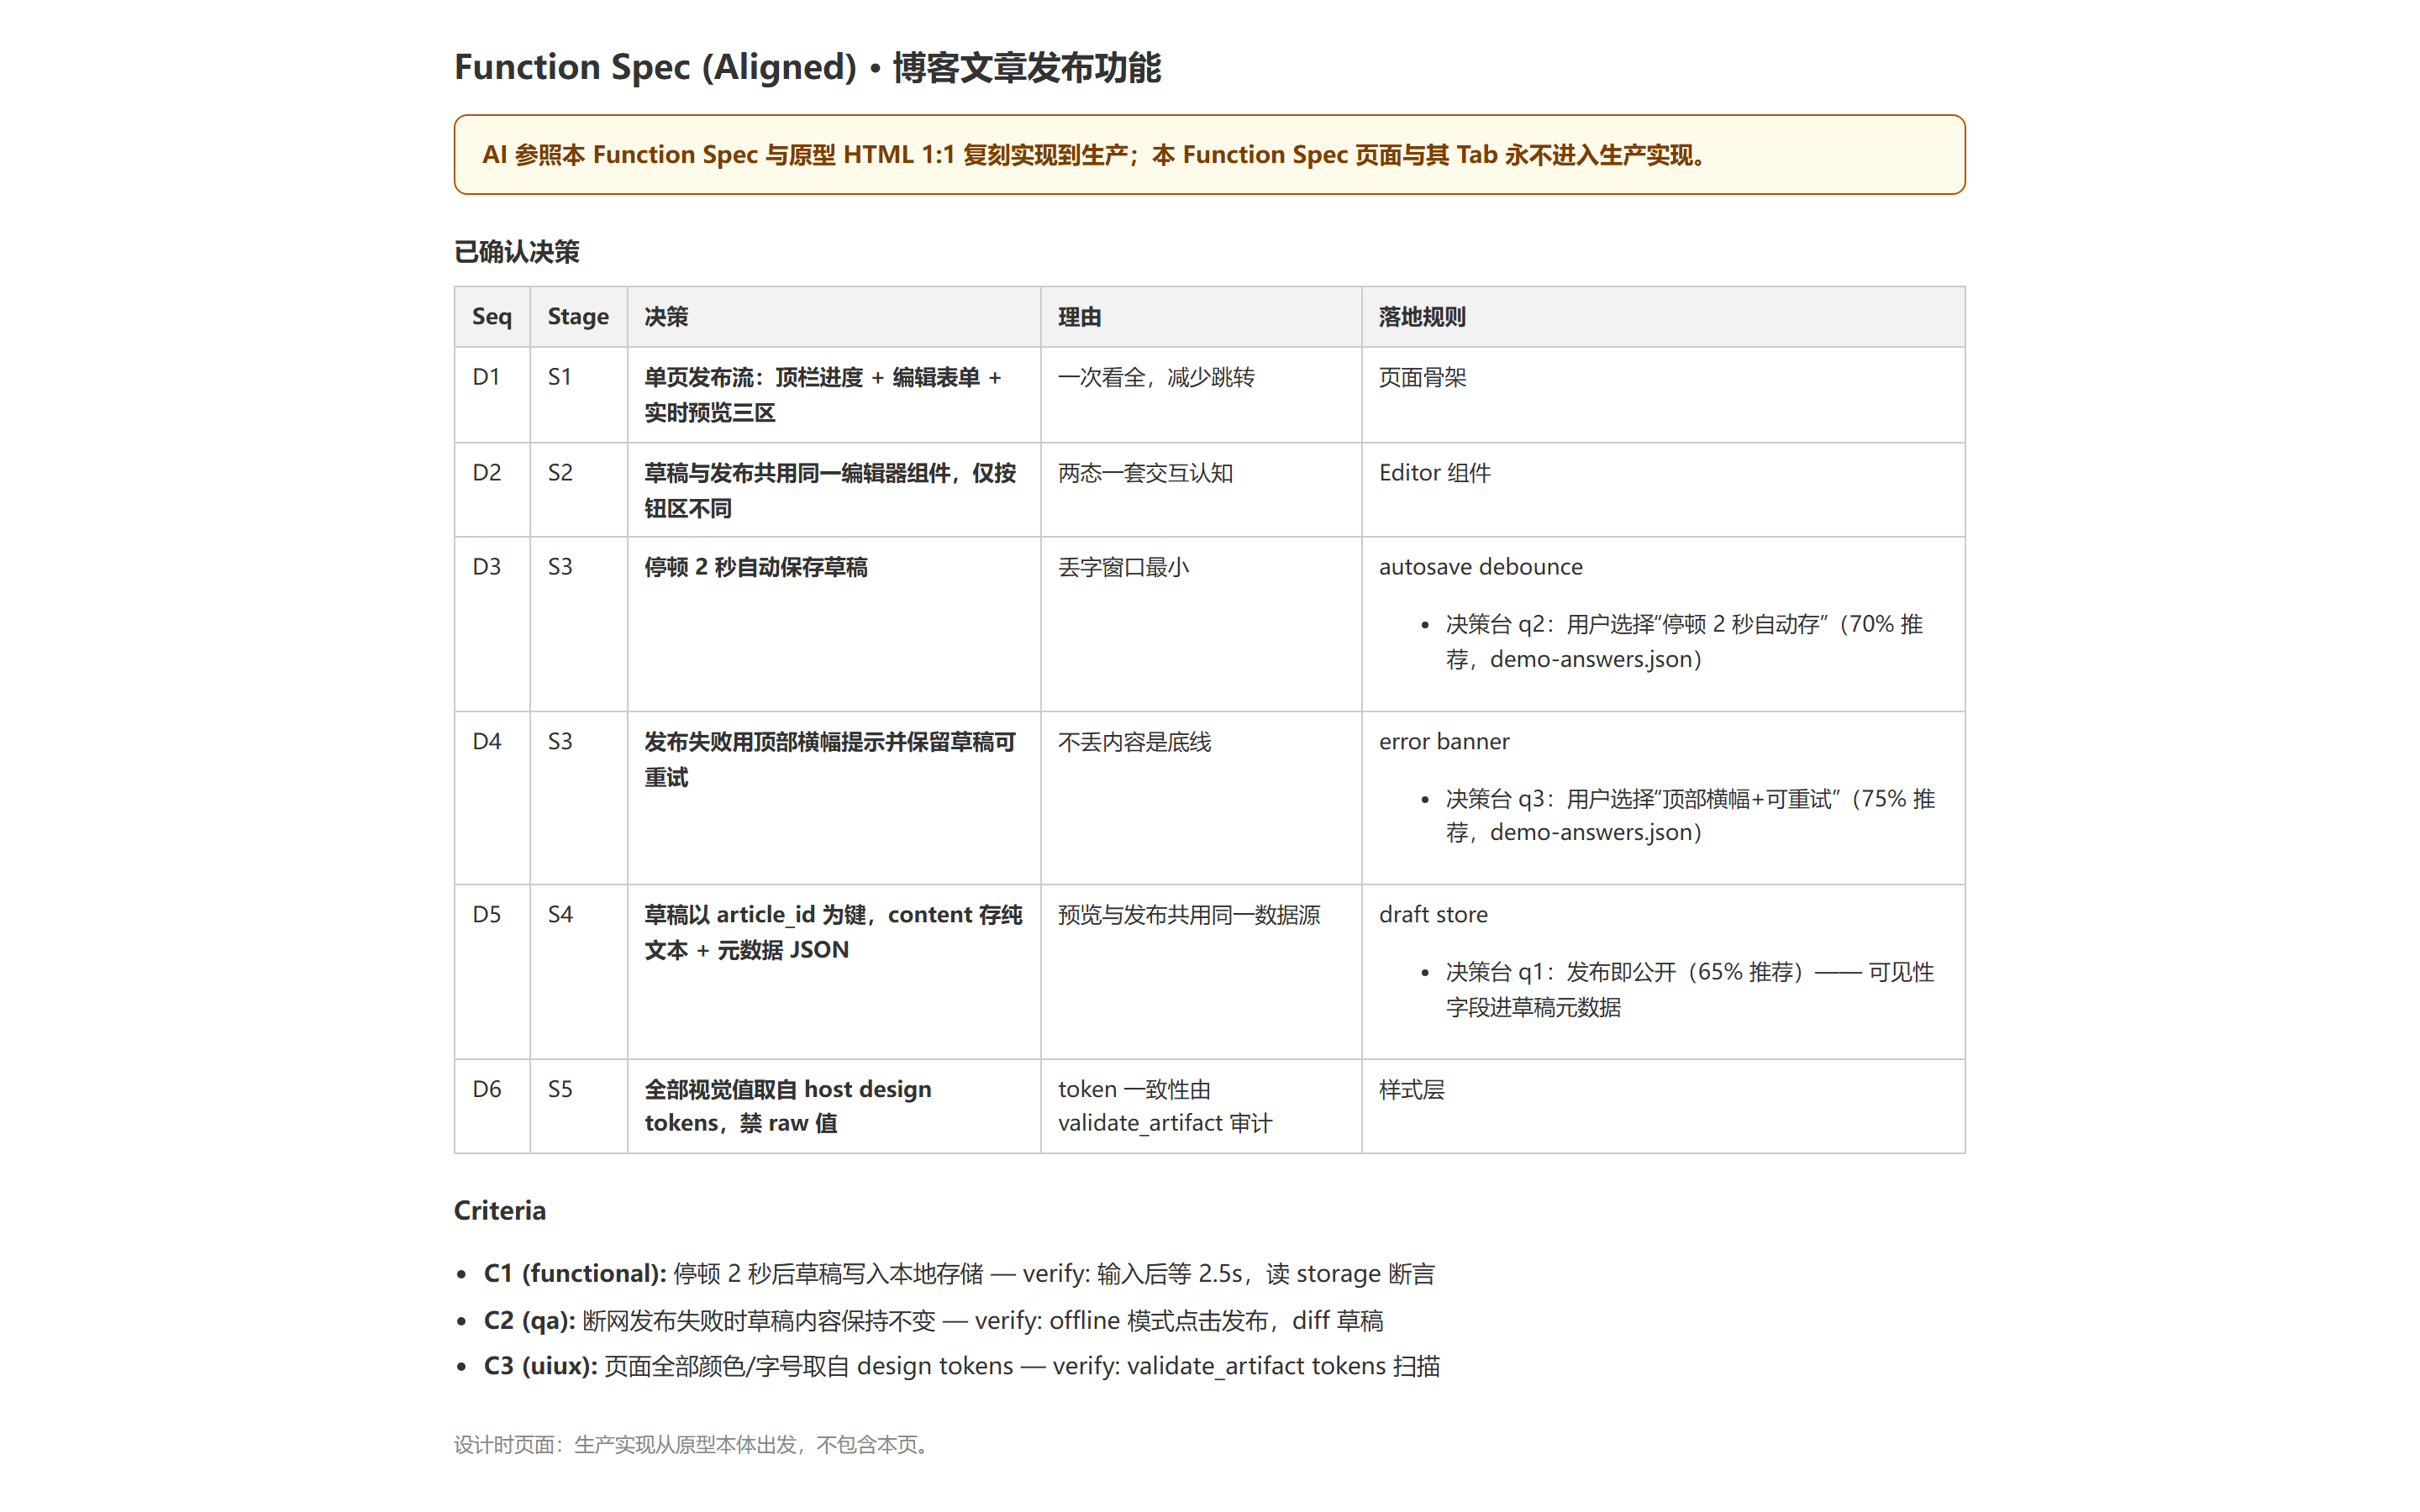 Function Spec (Aligned) • 博客文章发布功能
AI 参照本 Function Spec 与原型 HTML 1:1 复刻实现到生产；本 Function Spec 页面与其 Tab 永不进入生产实现。
已确认决策
Seq Stage 决策 理由 落地规则
D1 S1 单页发布流：顶栏进度 + 编辑表单 + 一次看全，减少跳转 页面骨架
实时预览三区
D2 S2 草稿与发布共用同一编辑器组件，仅按 两态一套交互认知 Editor 组件
钮区不同
D3 S3 停顿 2 秒自动保存草稿 丢字窗口最小 autosave debounce
• 决策台 q2：用户选择“停顿 2 秒自动存”（70% 推
荐，demo-answers.json）
D4 S3 发布失败用顶部横幅提示并保留草稿可 不丢内容是底线 error banner
重试
• 决策台 q3：用户选择“顶部横幅+可重试”（75% 推
荐，demo-answers.json）
D5 S4 草稿以 article_id 为键，content 存纯 预览与发布共用同一数据源 draft store
文本 + 元数据 JSON
• 决策台 q1：发布即公开（65% 推荐）—— 可见性
字段进草稿元数据
D6 S5 全部视觉值取自 host design token 一致性由 样式层
tokens，禁 raw 值 validate_artifact 审计
Criteria
• C1 (functional): 停顿 2 秒后草稿写入本地存储 — verify: 输入后等 2.5s，读 storage 断言
• C2 (qa): 断网发布失败时草稿内容保持不变 — verify: offline 模式点击发布，diff 草稿
• C3 (uiux): 页面全部颜色/字号取自 design tokens — verify: validate_artifact tokens 扫描
设计时页面：生产实现从原型本体出发，不包含本页。